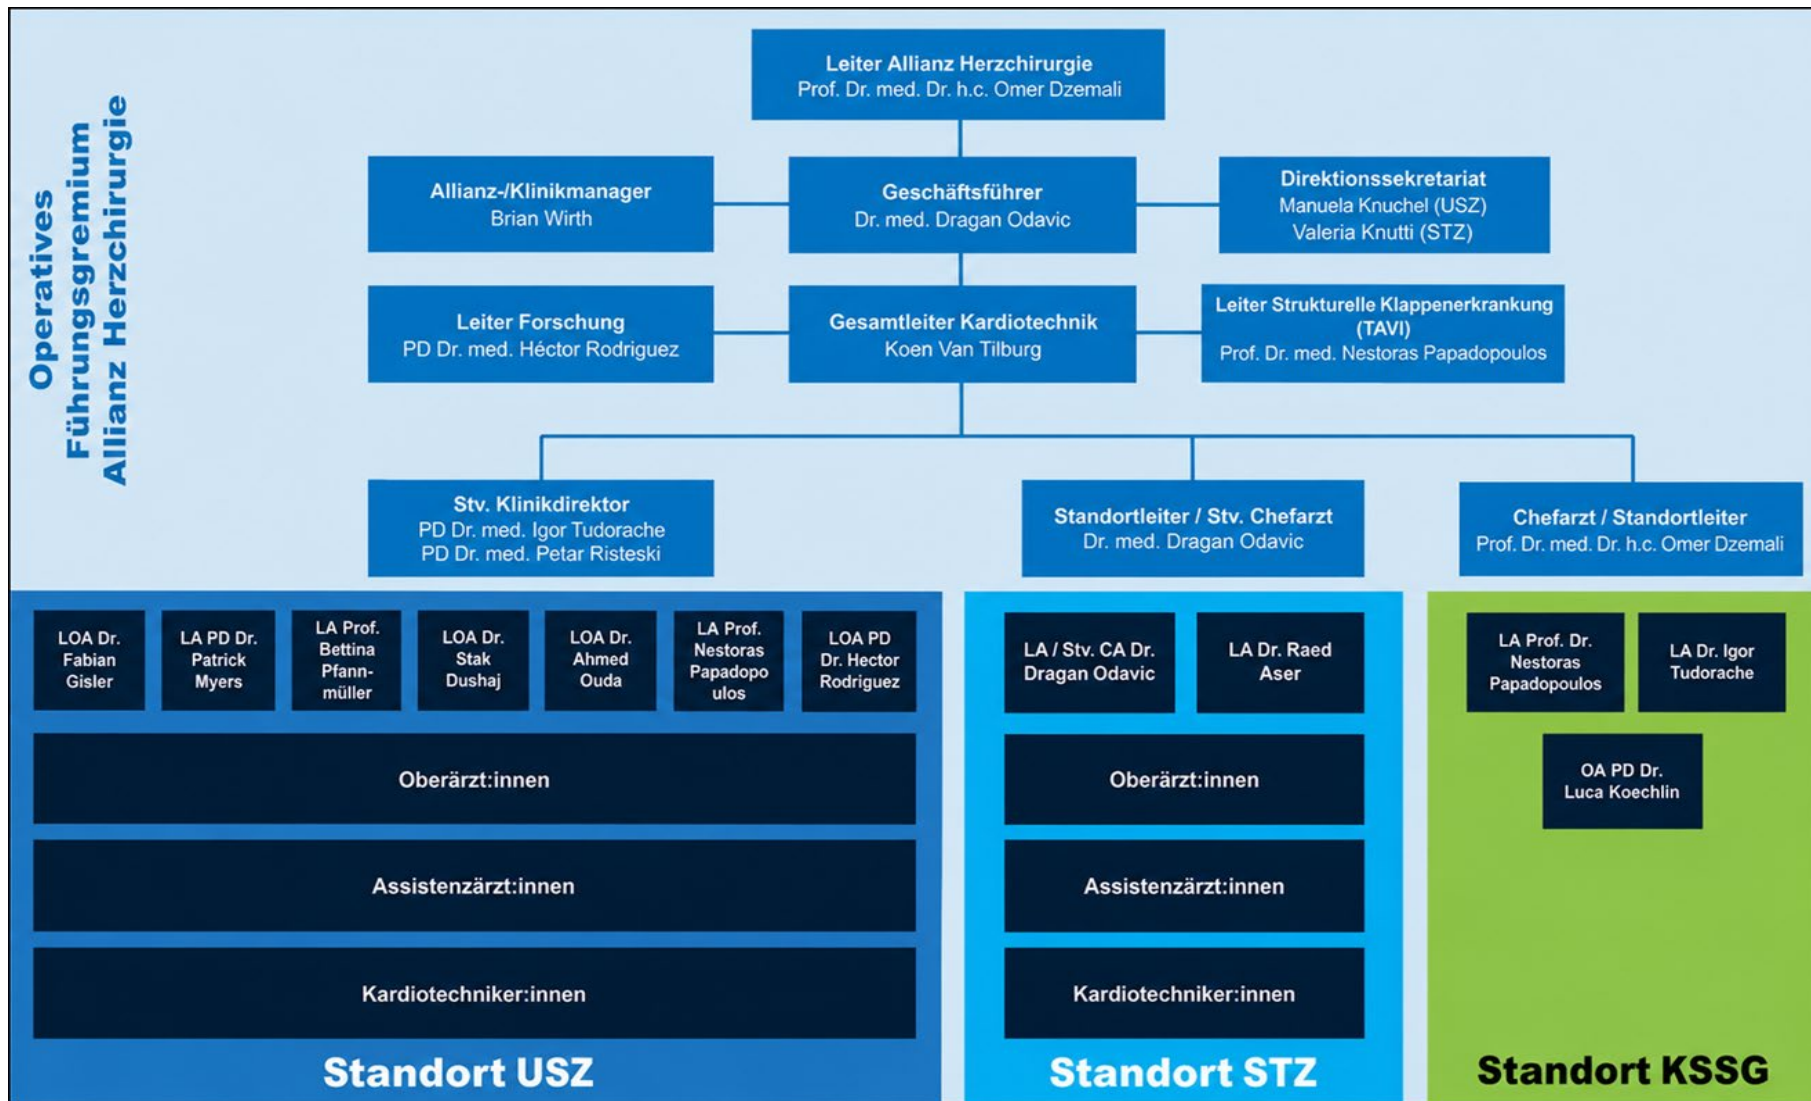 Operatives
Führungsgremium
Allianz Herzchirurgie
Leiter Allianz Herzchirurgie
Prof. Dr. med. Dr. h.c. Omer Dzemali
Allianz-/Klinikmanager
Brian Wirth
Geschäftsführer
Dr. med. Dragan Odavic
Direktionssekretariat
Manuela Knuchel (USZ)
Valeria Knutti (STZ)
Leiter Forschung
PD Dr. med. Héctor Rodriguez
Gesamtleiter Kardiotechnik
Koen Van Tilburg
Leiter Strukturelle Klappenerkrankung
(TAVI)
Prof. Dr. med. Nestoras Papadopoulos
Stv. Klinikdirektor
PD Dr. med. Igor Tudorache
PD Dr. med. Petar Risteski
Standortleiter / Stv. Chefarzt
Dr. med. Dragan Odavic
Chefarzt / Standortleiter
Prof. Dr. med. Dr. h.c. Omer Dzemali
LOA Dr.
Fabian
Gisler
LA PD Dr.
Patrick
Myers
LA Prof.
Bettina
Pfann-
müller
LOA Dr.
Stak
Dushaj
LOA Dr.
Ahmed
Ouda
LA Prof.
Nestoras
Papadopo
ulos
LOA PD
Dr. Hector
Rodriguez
Oberärzt:innen
Assistenzärzt:innen
Kardiotechniker:innen
Standort USZ
LA / Stv. CA Dr.
Dragan Odavic
LA Dr. Raed
Aser
Oberärzt:innen
Assistenzärzt:innen
Kardiotechniker:innen
Standort STZ
LA Prof. Dr.
Nestoras
Papadopoulos
LA Dr. Igor
Tudorache
OA PD Dr.
Luca Koechlin
Standort KSSG